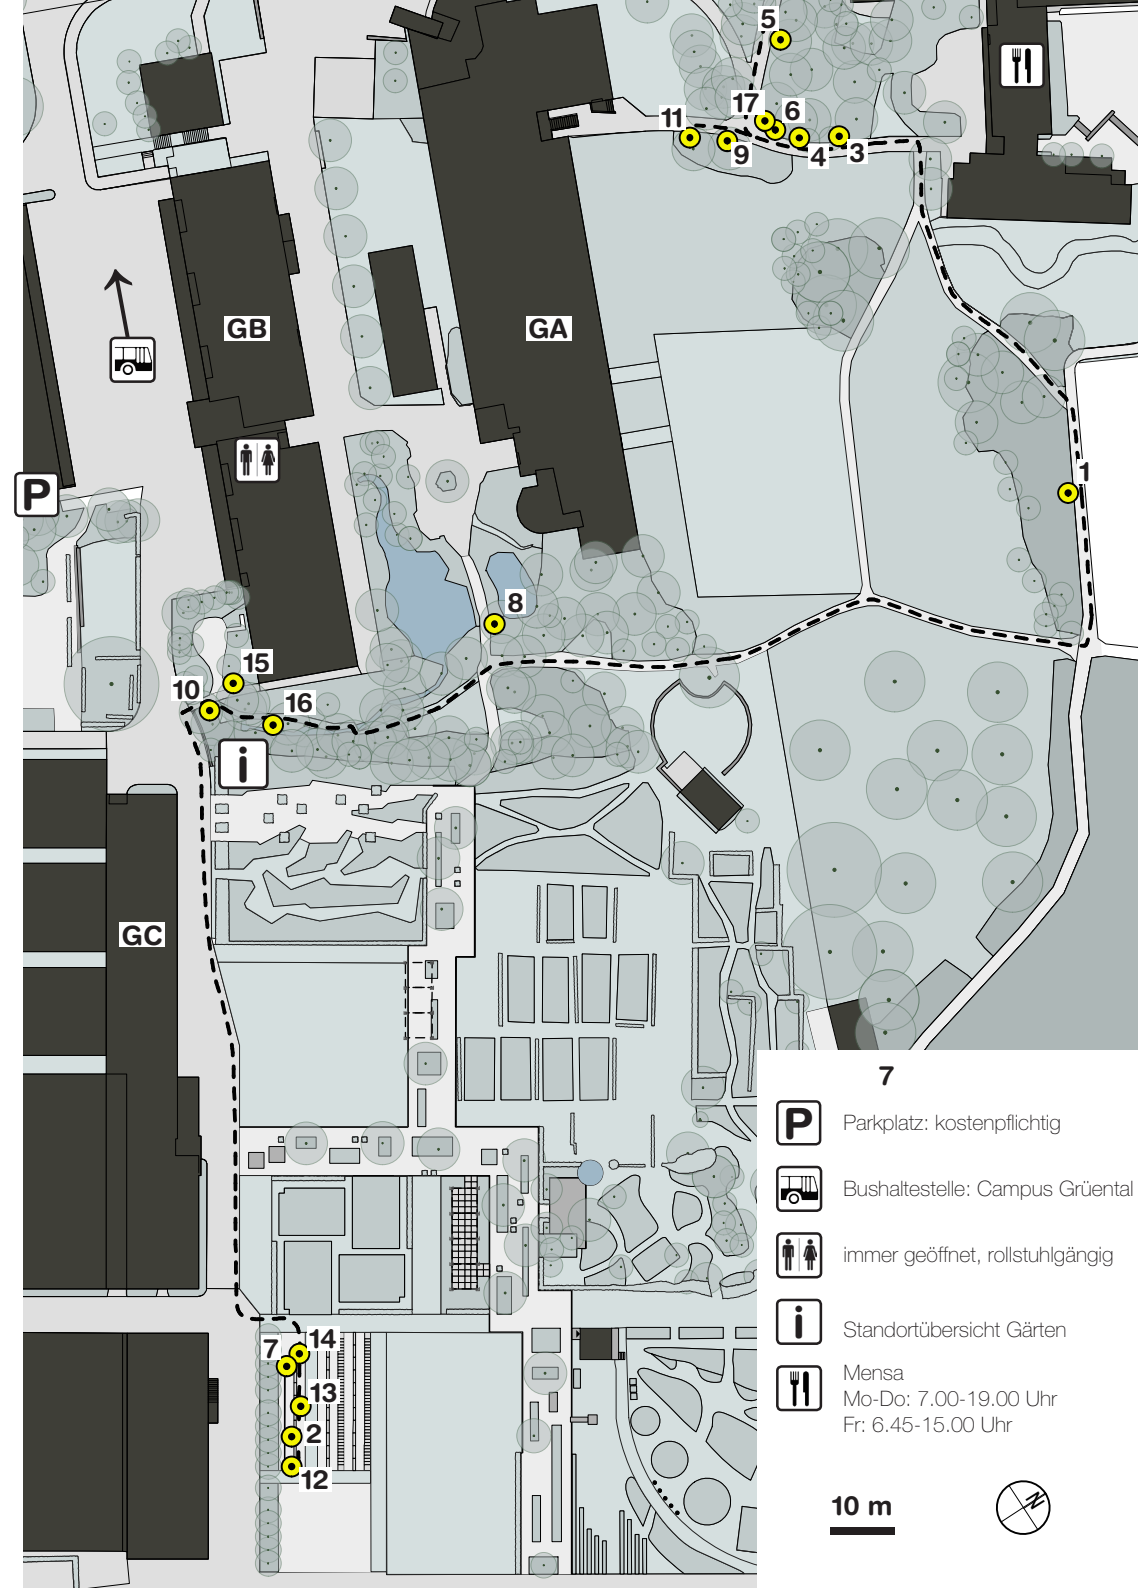 5
17
6
11
9
4
3
GB
GA
P
1
8
15
10
16
i
GC
7
P Parkplatz: kostenpflichtig
Bushaltestelle: Campus Grüental
immer geöffnet, rollstuhlgängig
i Standortübersicht Gärten
Mensa
Mo-Do: 7.00-19.00 Uhr
Fr: 6.45-15.00 Uhr
14
7
13
2
12
10 m
N